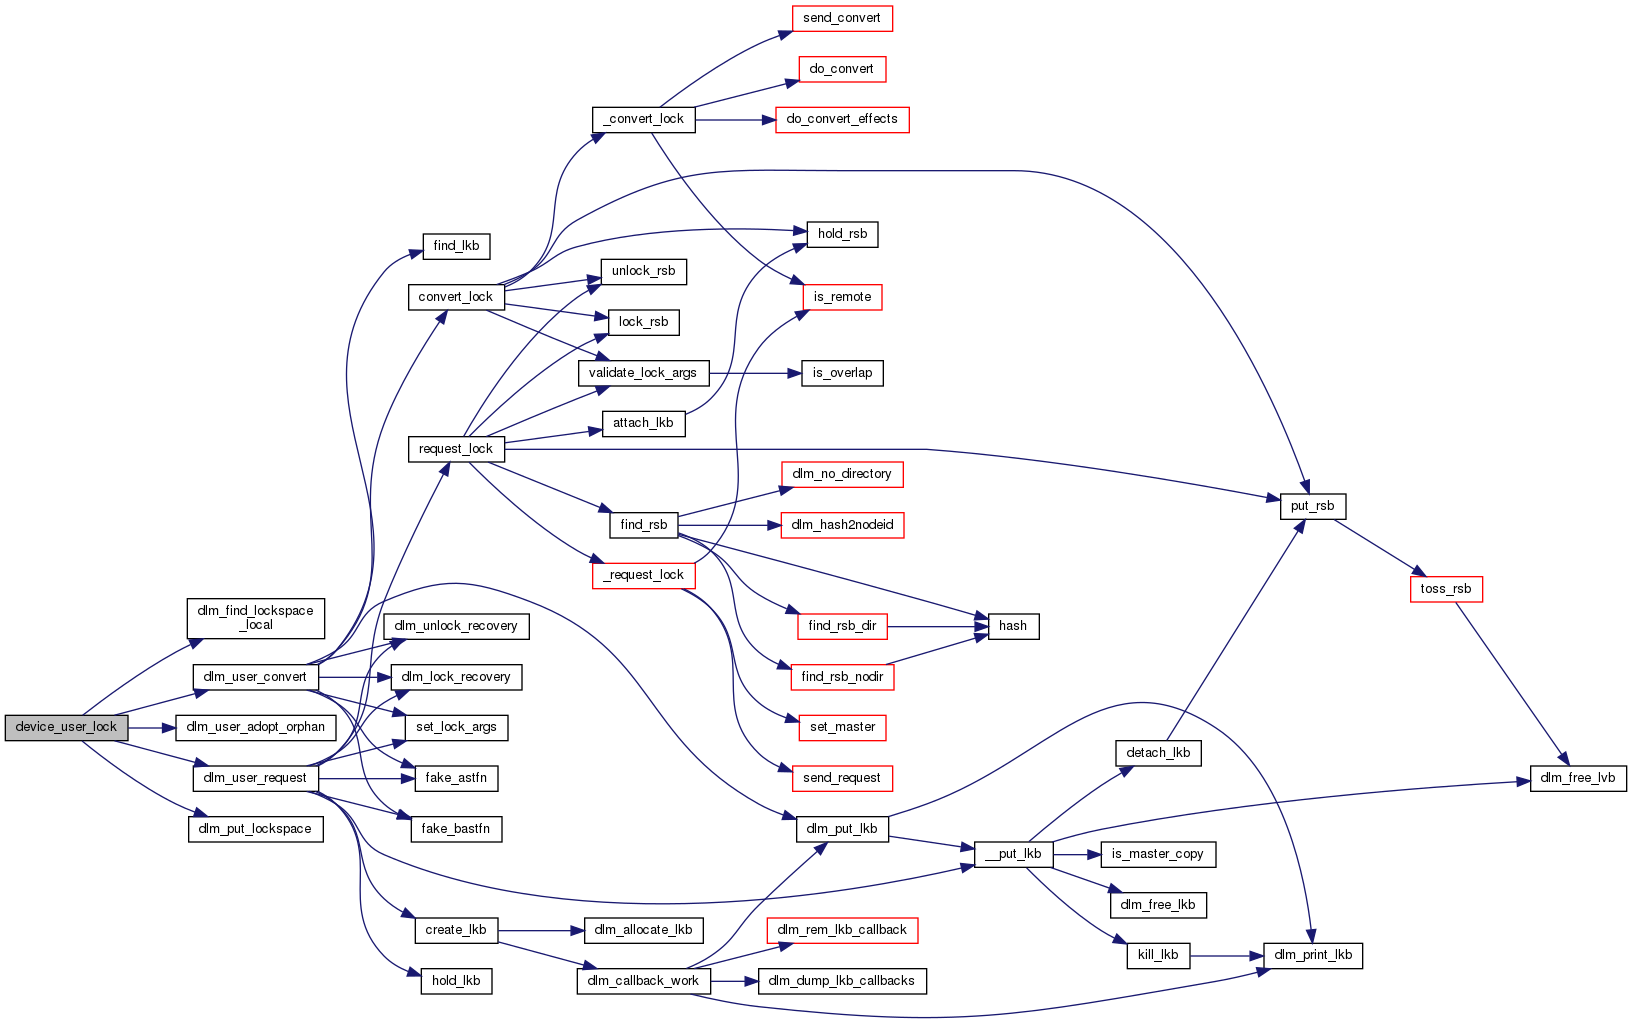 send_convert
do_convert
_convert_lock
do_convert_effects
hold_rsb
find_lkb
unlock_rsb
convert_lock
is_remote
lock_rsb
validate_lock_args
is_overlap
attach_lkb
request_lock
dlm_no_directory
put_rsb
find_rsb
dlm_hash2nodeid
_request_lock
toss_rsb
dlm_find_lockspace
_local
dlm_unlock_recovery
find_rsb_dir
hash
dlm_user_convert
dlm_lock_recovery
find_rsb_nodir
device_user_lock
dlm_user_adopt_orphan
set_lock_args
set_master
detach_lkb
dlm_user_request
fake_astfn
send_request
dlm_free_lvb
dlm_put_lockspace
fake_bastfn
dlm_put_lkb
__put_lkb
is_master_copy
dlm_free_lkb
create_lkb
dlm_allocate_lkb
dlm_rem_lkb_callback
kill_lkb
dlm_print_lkb
hold_lkb
dlm_callback_work
dlm_dump_lkb_callbacks